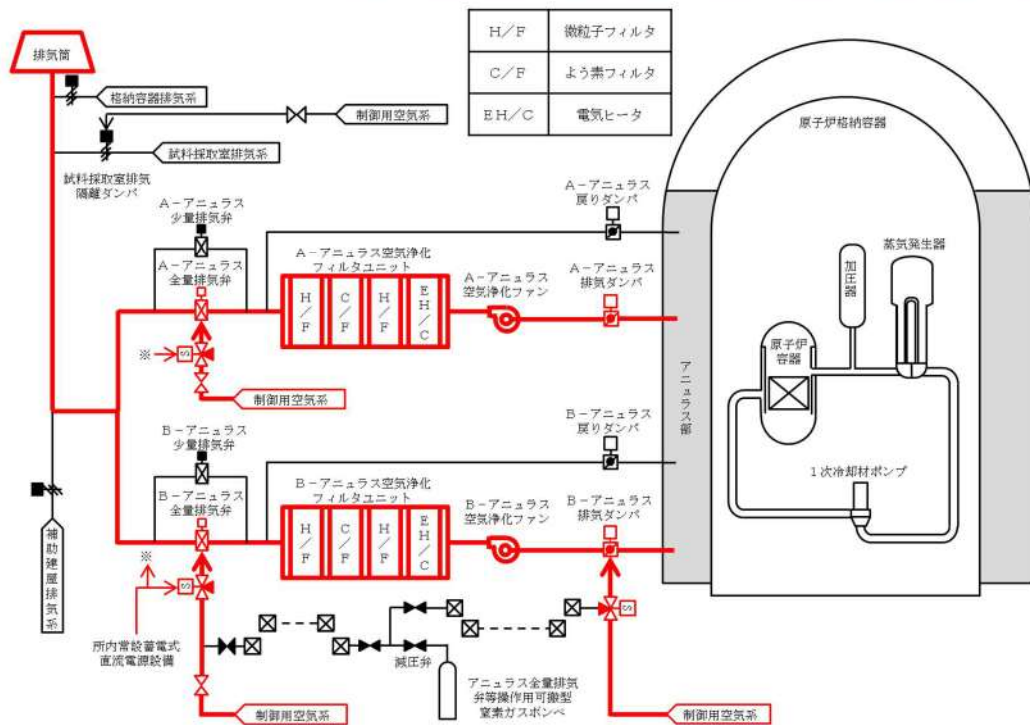 H/F 微粒子フィルタ
C/F よう素フィルタ
EH/C 電気ヒータ
排気筒
格納容器排気系
制御用空気系
試料採取室排気系
試料採取室排気
隔離ダンパ
原子炉格納容器
A-アニュラス
少量排気弁
A-アニュラス
戻りダンパ
A-アニュラス
全量排気弁
A-アニュラス空気浄化
フィルタユニット
H/F
C/F
H/F
EH/C
A-アニュラス
空気浄化ファン
A-アニュラス
排気ダンパ
蒸気発生器
加圧器
原子炉
容器
※
S
制御用空気系
アニュラス部
B-アニュラス
少量排気弁
B-アニュラス
戻りダンパ
1次冷却材ポンプ
B-アニュラス
全量排気弁
B-アニュラス空気浄化
フィルタユニット
H/F
C/F
H/F
EH/C
B-アニュラス
空気浄化ファン
B-アニュラス
排気ダンパ
補助建屋排気系
※
S
S
所内常設蓄電式
直流電源設備
減圧弁
アニュラス全量排気
弁等操作用可搬型
窒素ガスボンベ
制御用空気系
制御用空気系